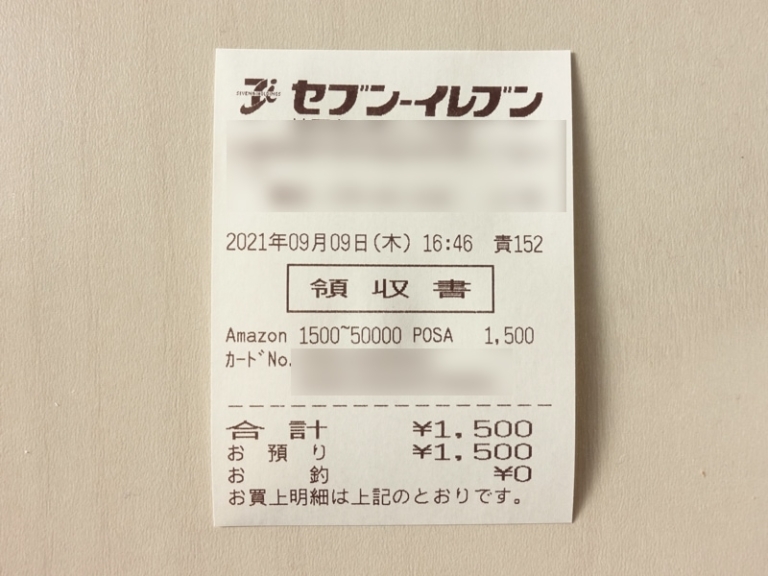 セブン-イレブン
2021年09月09日(木) 16:46 責152
領収書
Amazon 1500~50000 POSA 1,500
ｶｰﾄﾞNo.
合計 ¥1,500
お預り ¥1,500
お釣 ¥0
お買上明細は上記のとおりです。